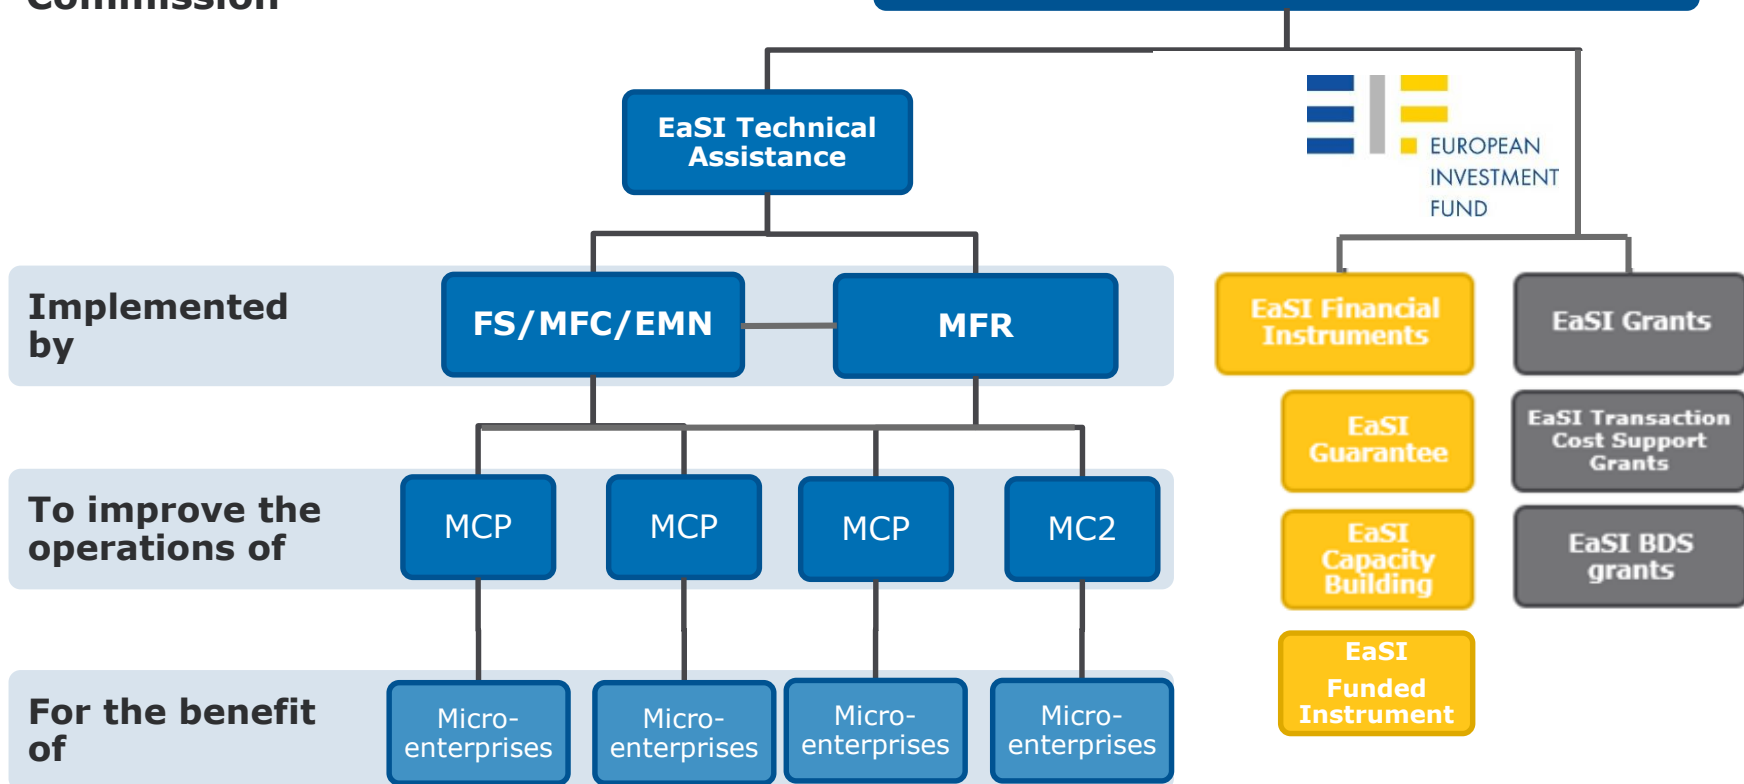 Commission
EaSI Technical
Assistance
EUROPEAN
INVESTMENT
FUND
Implemented
by
FS/MFC/EMN
MFR
EaSI Financial
Instruments
EaSI Grants
EaSI
Guarantee
EaSI Transaction
Cost Support
Grants
To improve the
operations of
MCP
MCP
MCP
MC2
EaSI
Capacity
Building
EaSI BDS
grants
EaSI
Funded
Instrument
For the benefit
of
Micro-
enterprises
Micro-
enterprises
Micro-
enterprises
Micro-
enterprises